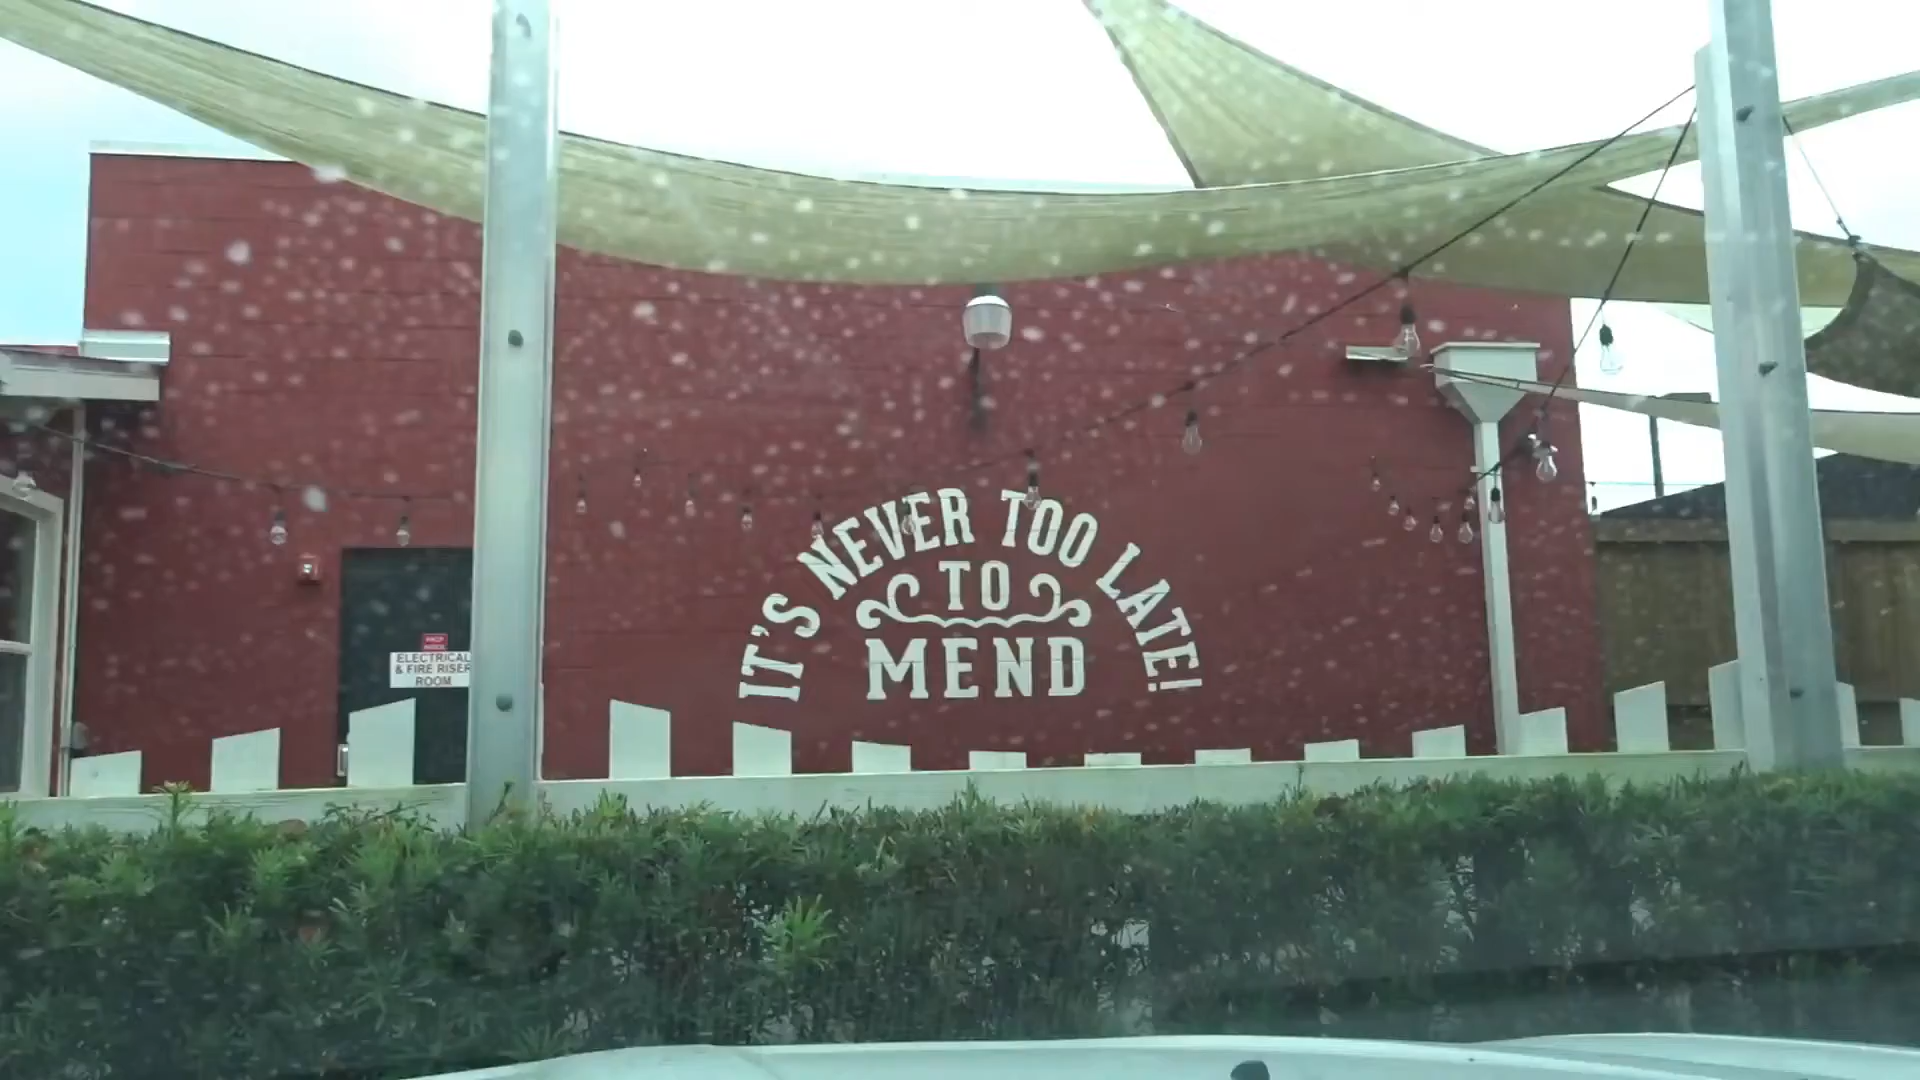 IT'S NEVER TOO LATE!
TO
MEND
ELECTRICAL
& FIRE RISER
ROOM